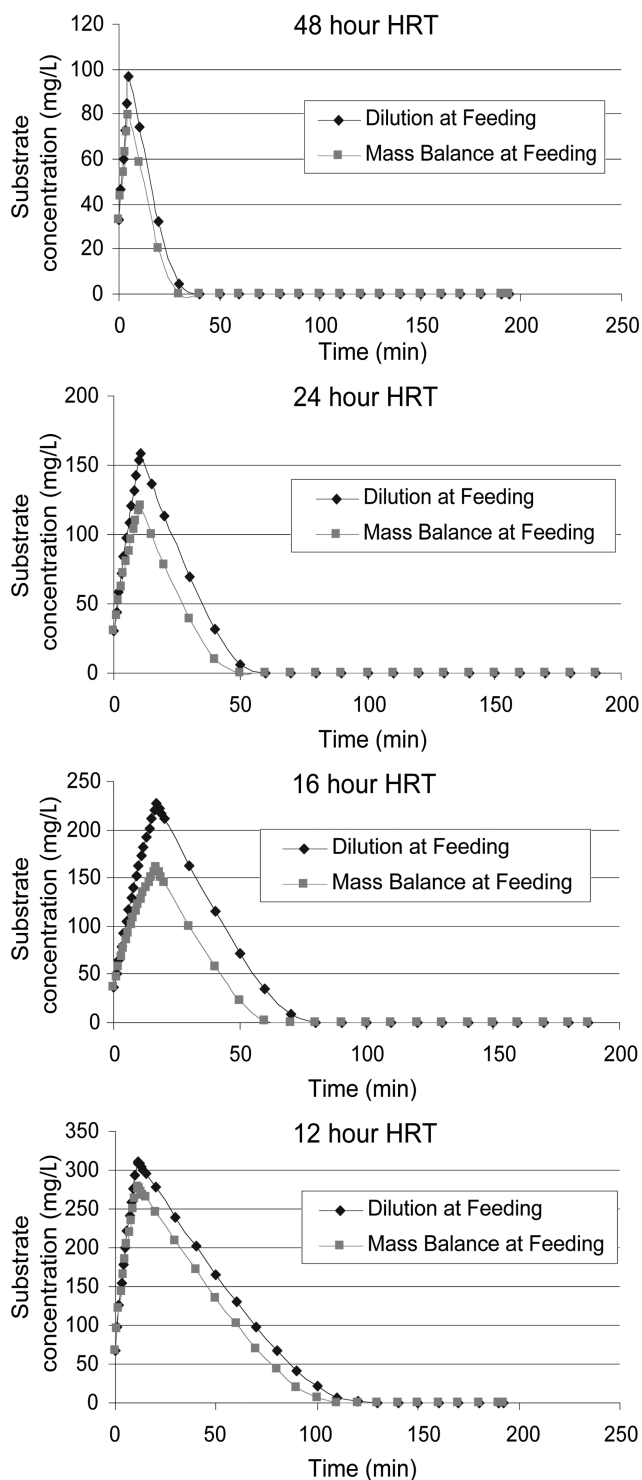 48 hour HRT
Substrate
concentration (mg/L)
120
100
80
60
40
20
0
Dilution at Feeding
Mass Balance at Feeding
0 50 100 150 200 250
Time (min)
24 hour HRT
Substrate
concentration (mg/L)
200
150
100
50
0
Dilution at Feeding
Mass Balance at Feeding
0 50 100 150 200
Time (min)
16 hour HRT
Substrate
concentration (mg/L)
250
200
150
100
50
0
Dilution at Feeding
Mass Balance at Feeding
0 50 100 150 200
Time (min)
12 hour HRT
Substrate
concentration (mg/L)
350
300
250
200
150
100
50
0
Dilution at Feeding
Mass Balance at Feeding
0 50 100 150 200 250
Time (min)